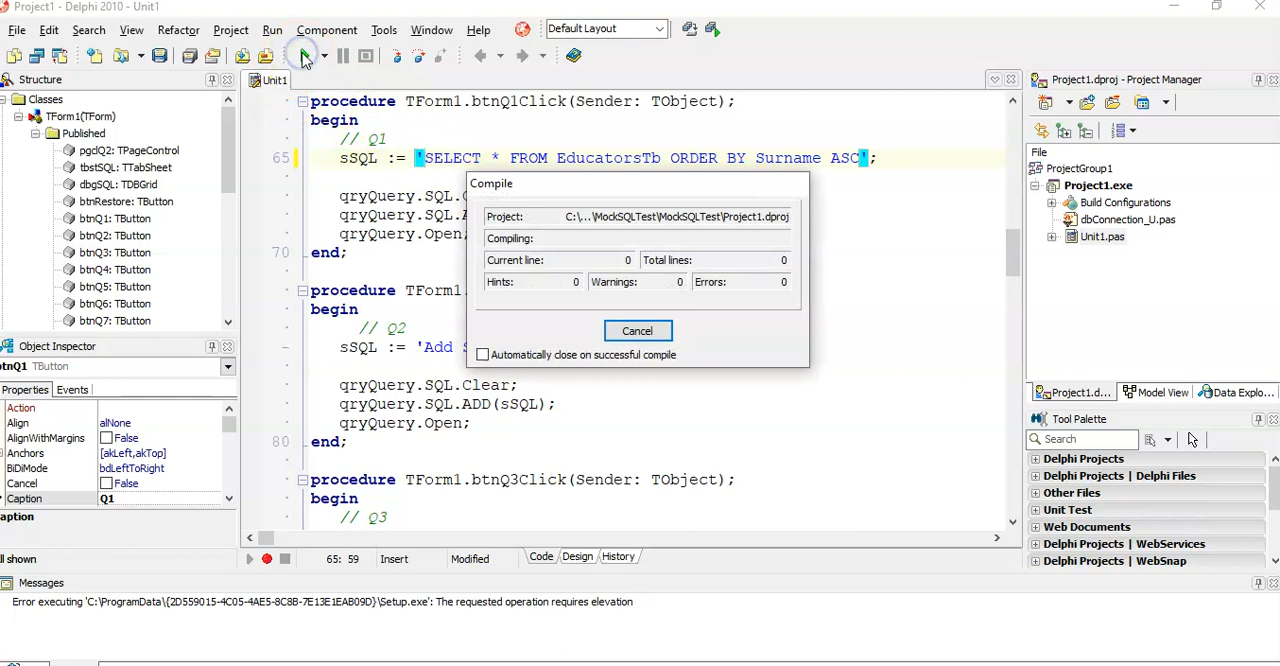 Project1 - Delphi 2010 - Unit1
File Edit Search View Refactor Project Run Component Tools Window Help
Default Layout
Structure
Unit1
Project1.dproj - Project Manager
Classes
TForm1(TForm)
Published
pgclQ2: TPageControl
tbstSQL: TTabSheet
dbgSQL: TDBGrid
btnRestore: TButton
btnQ1: TButton
btnQ2: TButton
btnQ3: TButton
btnQ4: TButton
btnQ5: TButton
btnQ6: TButton
btnQ7: TButton
procedure TForm1.btnQ1Click(Sender: TObject);
begin
// Q1
65 sSQL := 'SELECT * FROM EducatorsTb ORDER BY Surname ASC';
qryQuery.SQL.
qryQuery.SQL.
qryQuery.Open;
70 end;
procedure TForm1.
begin
// Q2
sSQL := 'Add
qryQuery.SQL.Clear;
qryQuery.SQL.ADD(sSQL);
qryQuery.Open;
80 end;
procedure TForm1.btnQ3Click(Sender: TObject);
begin
// Q3
Compile
Project: C:\...\MockSQLTest\MockSQLTest\Project1.dproj
Compiling:
Current line: 0 Total lines: 0
Hints: 0 Warnings: 0 Errors: 0
Cancel
Automatically close on successful compile
File
ProjectGroup1
Project1.exe
Build Configurations
dbConnection_U.pas
Unit1.pas
Project1.d... Model View Data Explo...
Tool Palette
Search
Delphi Projects
Delphi Projects | Delphi Files
Other Files
Unit Test
Web Documents
Delphi Projects | WebServices
Delphi Projects | WebSnap
Object Inspector
btnQ1 TButton
Properties Events
Action
Align alNone
AlignWithMargins False
Anchors [akLeft,akTop]
BiDiMode bdLeftToRight
Cancel False
Caption Q1
aption
ll shown
65: 59 Insert Modified Code Design History
Messages
Error executing 'C:\ProgramData\{2D559015-4C05-4AE5-8C8B-7E13E1EAB09D}\Setup.exe': The requested operation requires elevation